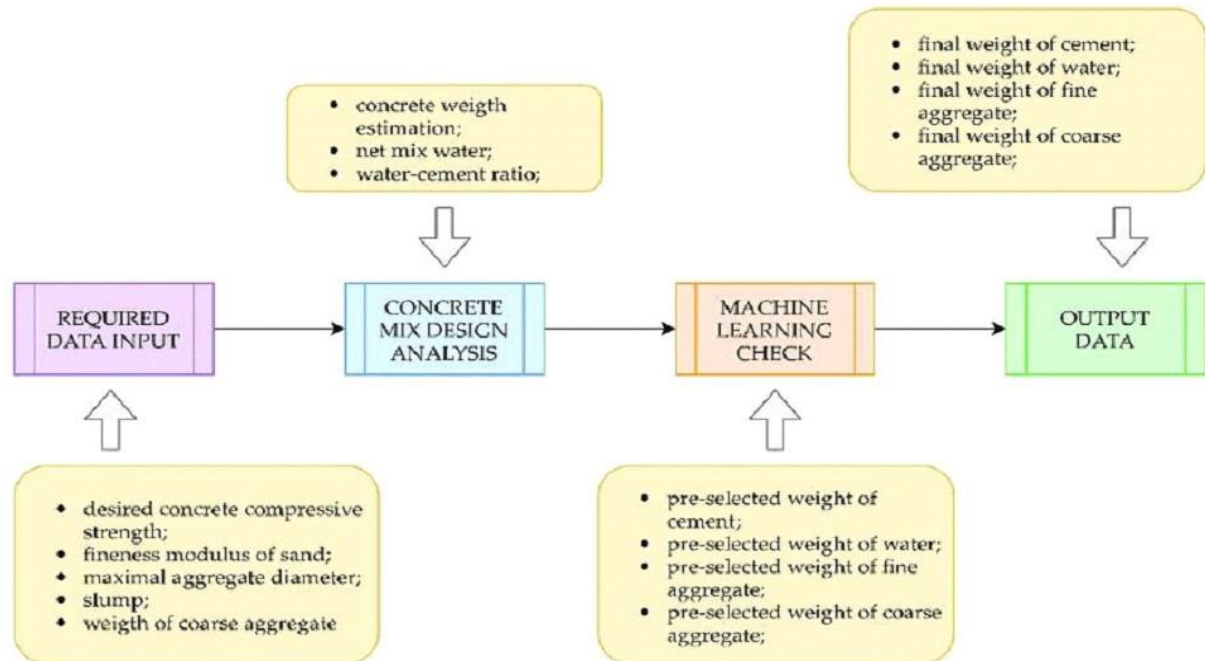 • final weight of cement;
• final weight of water;
• final weight of fine
aggregate;
• final weight of coarse
aggregate;
• concrete weigth
estimation;
• net mix water;
• water-cement ratio;
REQUIRED
DATA INPUT
CONCRETE
MIX DESIGN
ANALYSIS
MACHINE
LEARNING
CHECK
OUTPUT
DATA
• desired concrete compressive
strength;
• fineness modulus of sand;
• maximal aggregate diameter;
• slump;
• weigth of coarse aggregate
• pre-selected weight of
cement;
• pre-selected weight of water;
• pre-selected weight of fine
aggregate;
• pre-selected weight of coarse
aggregate;